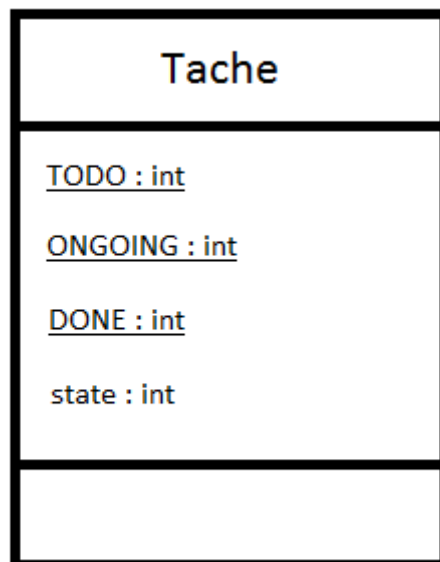 Tache
TODO : int
ONGOING : int
DONE : int
state : int